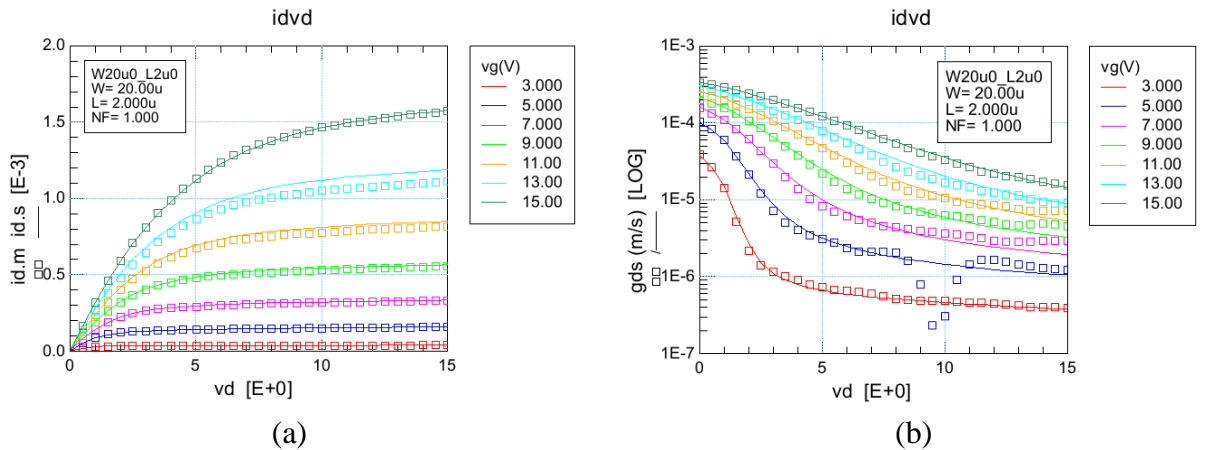 idvd
2.0
1.5
1.0
0.5
0.0
id.m id.s [E-3]
0
5
10
15
vd [E+0]
W20u0_L2u0
W= 20.00u
L= 2.000u
NF= 1.000
vg(V)
3.000
5.000
7.000
9.000
11.00
13.00
15.00
(a)
idvd
1E-3
1E-4
1E-5
1E-6
1E-7
gds (m/s) [LOG]
0
5
10
15
vd [E+0]
W20u0_L2u0
W= 20.00u
L= 2.000u
NF= 1.000
vg(V)
3.000
5.000
7.000
9.000
11.00
13.00
15.00
(b)